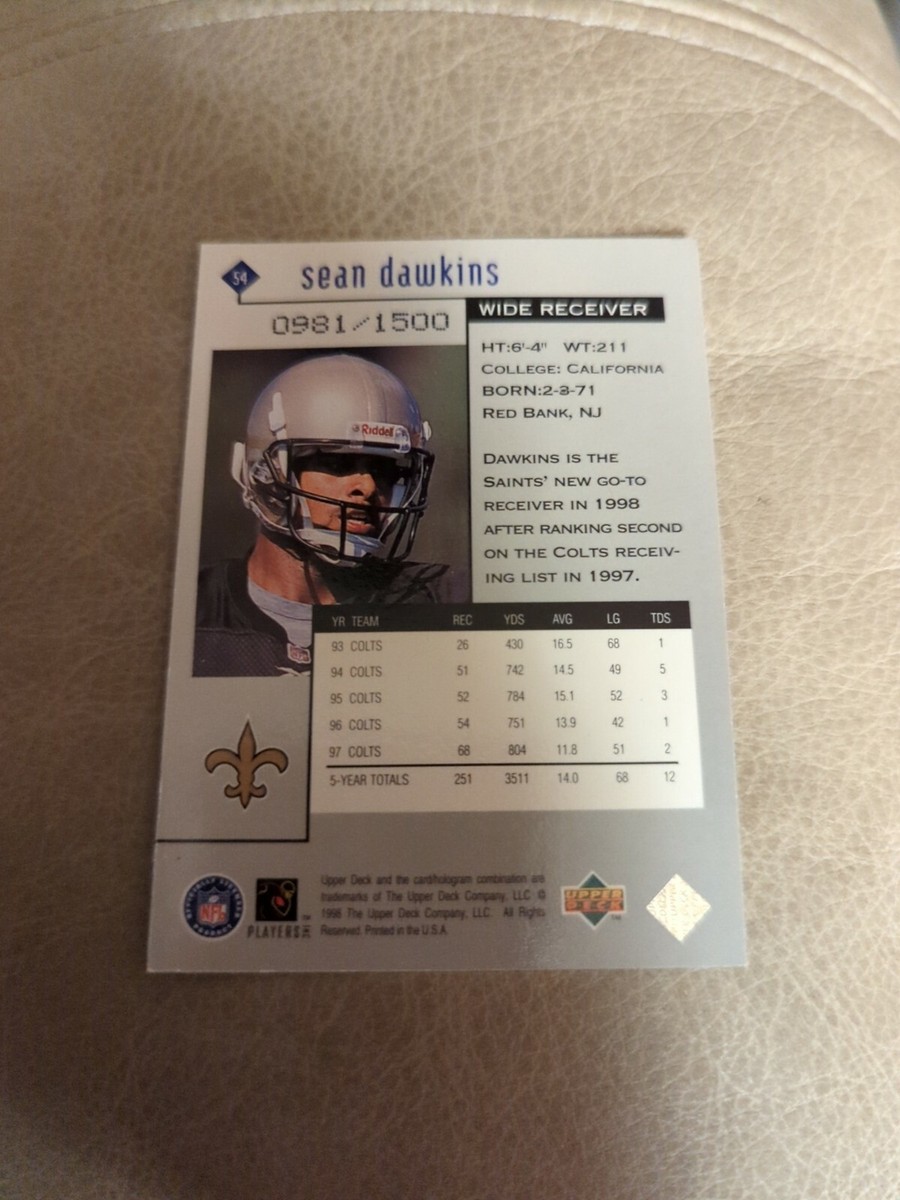 54
sean dawkins
0981/1500
WIDE RECEIVER
HT:6'-4" WT:211
COLLEGE: CALIFORNIA
BORN:2-3-71
RED BANK, NJ
DAWKINS IS THE
SAINTS' NEW GO-TO
RECEIVER IN 1998
AFTER RANKING SECOND
ON THE COLTS RECEIV-
ING LIST IN 1997.
Riddell
YR TEAM REC YDS AVG LG TDS
93 COLTS 26 430 16.5 68 1
94 COLTS 51 742 14.5 49 5
95 COLTS 52 784 15.1 52 3
96 COLTS 54 751 13.9 42 1
97 COLTS 68 804 11.8 51 2
5-YEAR TOTALS 251 3511 14.0 68 12
NFL
PLAYERS INC
Upper Deck and the card/hologram combination are
trademarks of The Upper Deck Company, LLC ©
1998 The Upper Deck Company, LLC. All Rights
Reserved. Printed in the U.S.A.
UPPER
DECK
TM